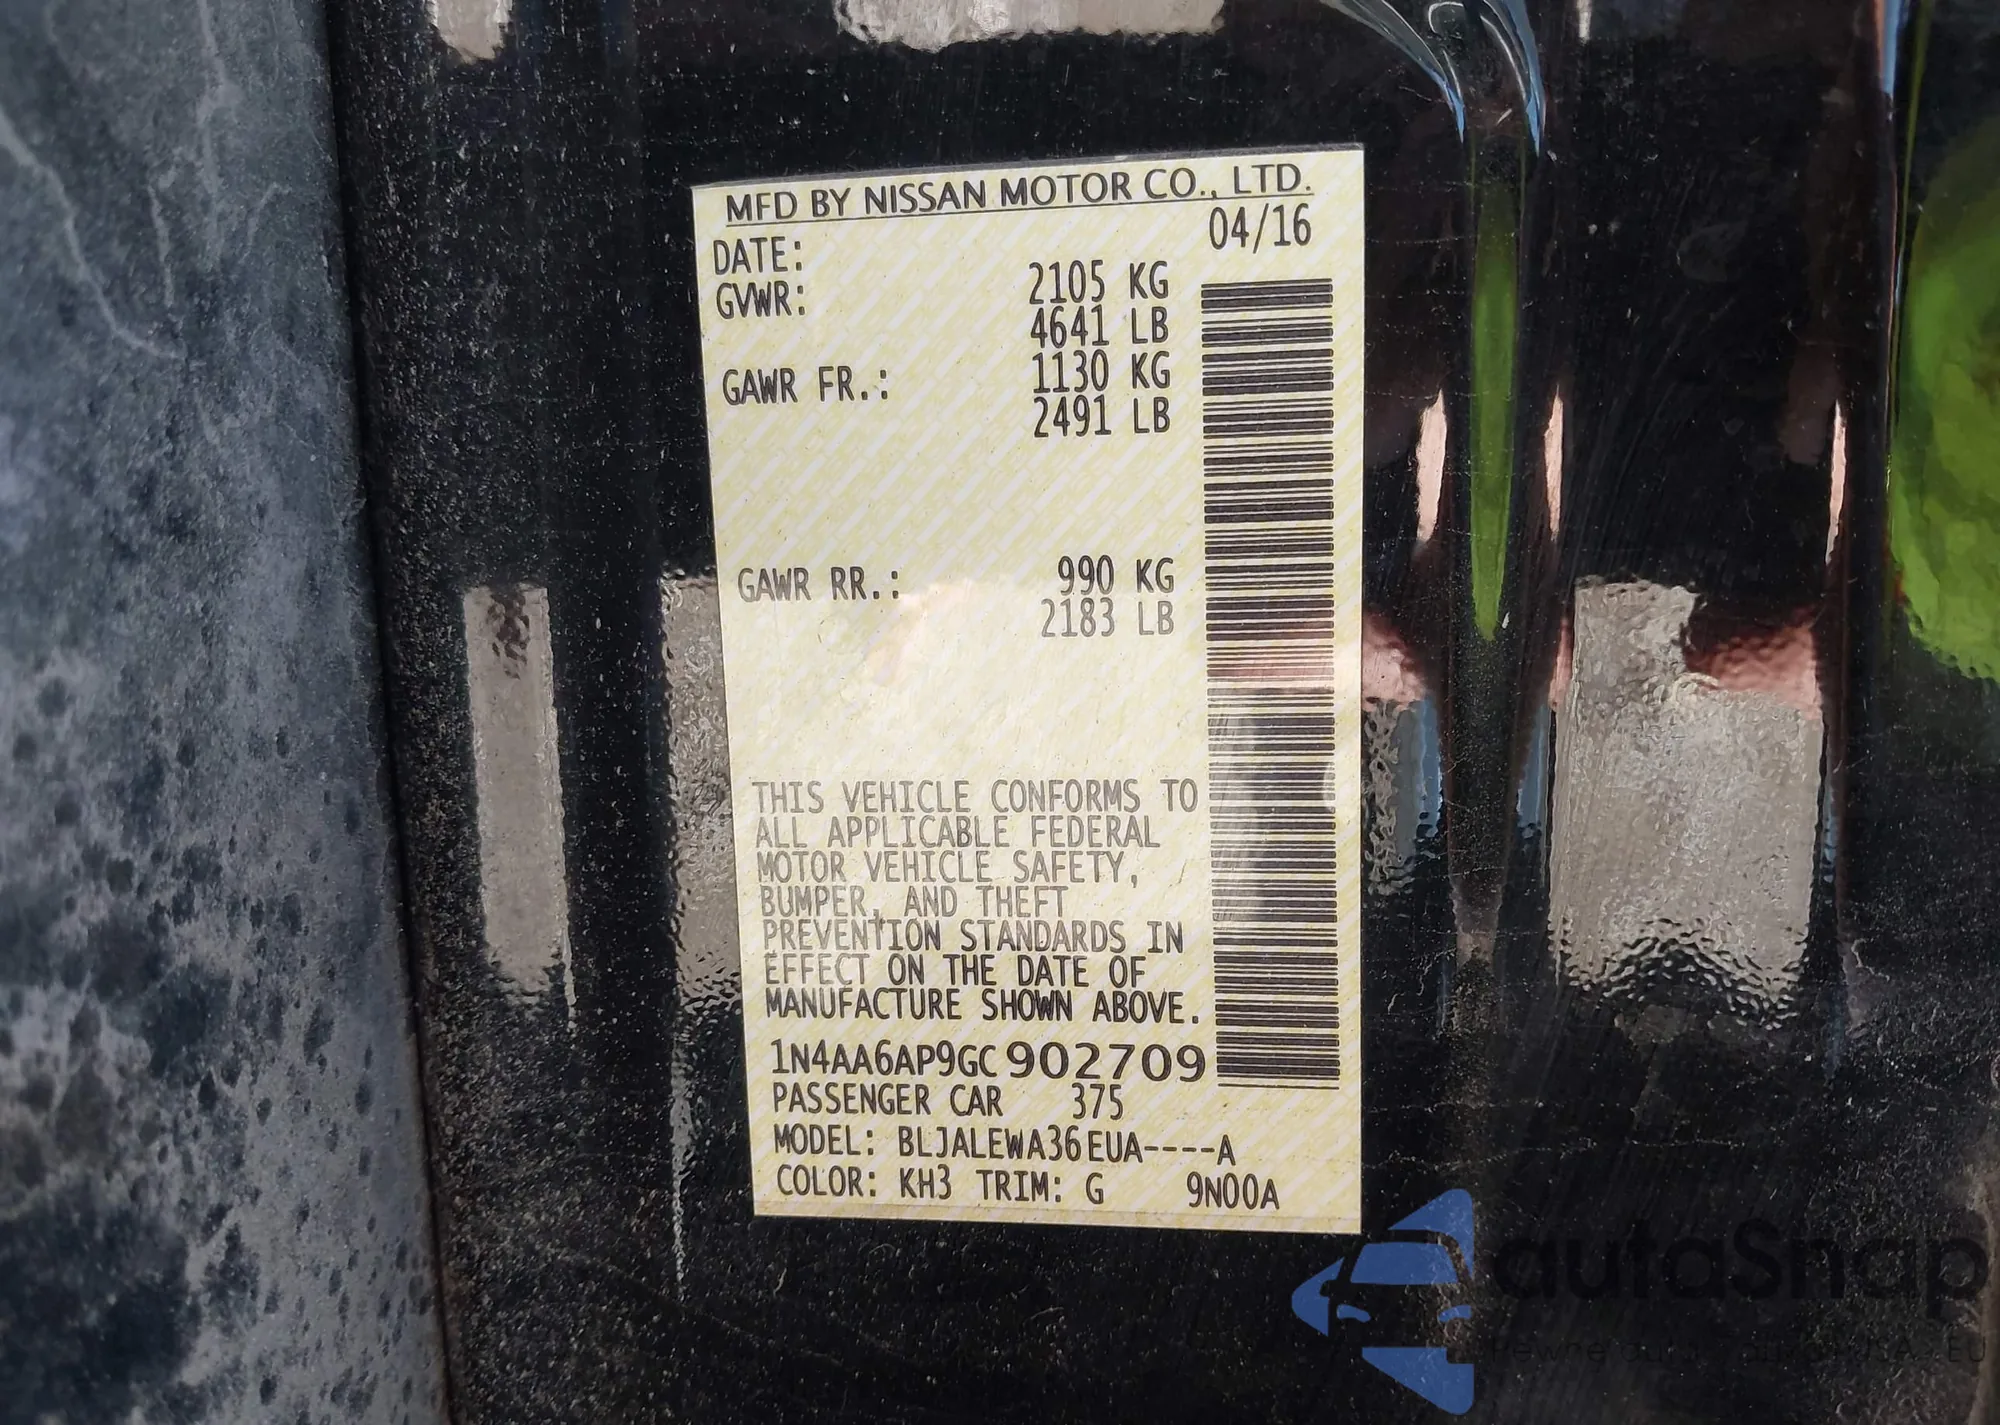 MFD BY NISSAN MOTOR CO., LTD.
DATE: 04/16
GVWR: 2105 KG
4641 LB
GAWR FR.: 1130 KG
2491 LB
GAWR RR.: 990 KG
2183 LB
THIS VEHICLE CONFORMS TO
ALL APPLICABLE FEDERAL
MOTOR VEHICLE SAFETY,
BUMPER, AND THEFT
PREVENTION STANDARDS IN
EFFECT ON THE DATE OF
MANUFACTURE SHOWN ABOVE.
1N4AA6AP9GC902709
PASSENGER CAR 375
MODEL: BLJALEWA36EUA----A
COLOR: KH3 TRIM: G 9N00A
autaSnap